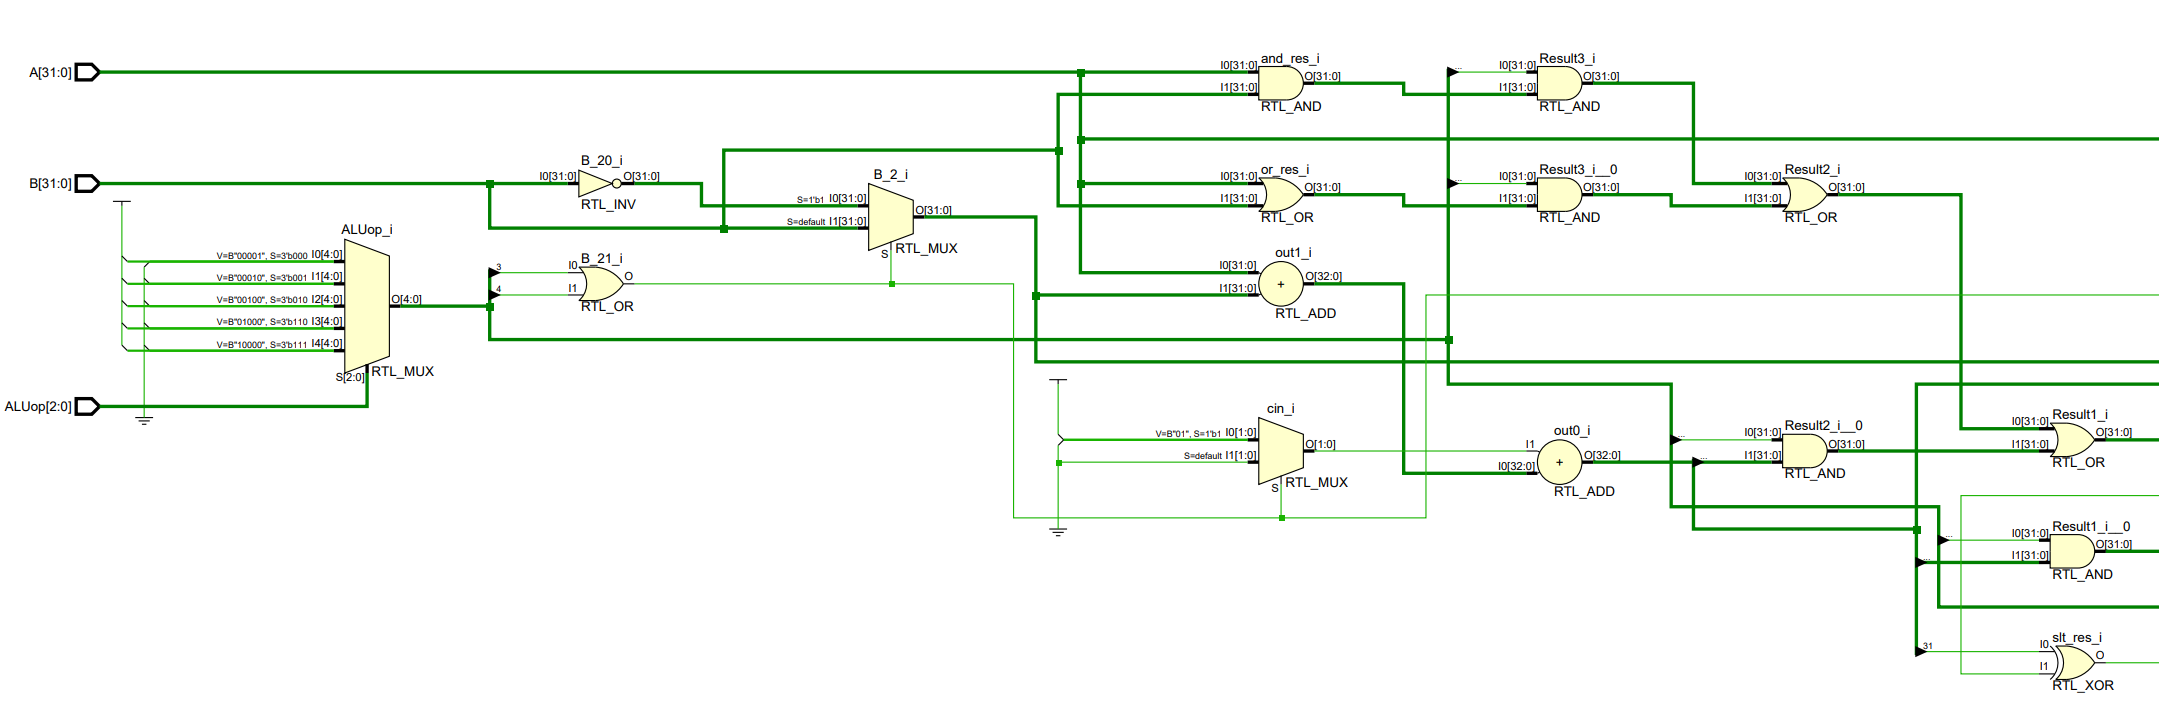 A[31:0]
B[31:0]
ALUop[2:0]
ALUop_i
V=B"00001", S=3'b000 I0[4:0]
V=B"00010", S=3'b001 I1[4:0]
V=B"00100", S=3'b010 I2[4:0]
V=B"01000", S=3'b110 I3[4:0]
V=B"10000", S=3'b111 I4[4:0]
O[4:0]
S[2:0]
RTL_MUX
B_20_i
I0[31:0]
O[31:0]
RTL_INV
B_21_i
3
I0
4
I1
O
RTL_OR
B_2_i
S=1'b1 I0[31:0]
S=default I1[31:0]
O[31:0]
S
RTL_MUX
and_res_i
I0[31:0]
I1[31:0]
O[31:0]
RTL_AND
or_res_i
I0[31:0]
I1[31:0]
O[31:0]
RTL_OR
out1_i
I0[31:0]
I1[31:0]
+
O[32:0]
RTL_ADD
cin_i
V=B"01", S=1'b1 I0[1:0]
S=default I1[1:0]
O[1:0]
S
RTL_MUX
Result3_i
...
I0[31:0]
I1[31:0]
O[31:0]
RTL_AND
Result3_i__0
...
I0[31:0]
I1[31:0]
O[31:0]
RTL_AND
out0_i
I1
I0[32:0]
+
O[32:0]
RTL_ADD
Result2_i
I0[31:0]
I1[31:0]
O[31:0]
RTL_OR
Result2_i__0
...
I0[31:0]
...
I1[31:0]
O[31:0]
RTL_AND
Result1_i
I0[31:0]
I1[31:0]
O[31:0]
RTL_OR
Result1_i__0
...
I0[31:0]
...
I1[31:0]
O[31:0]
RTL_AND
slt_res_i
31
I0
I1
O
RTL_XOR